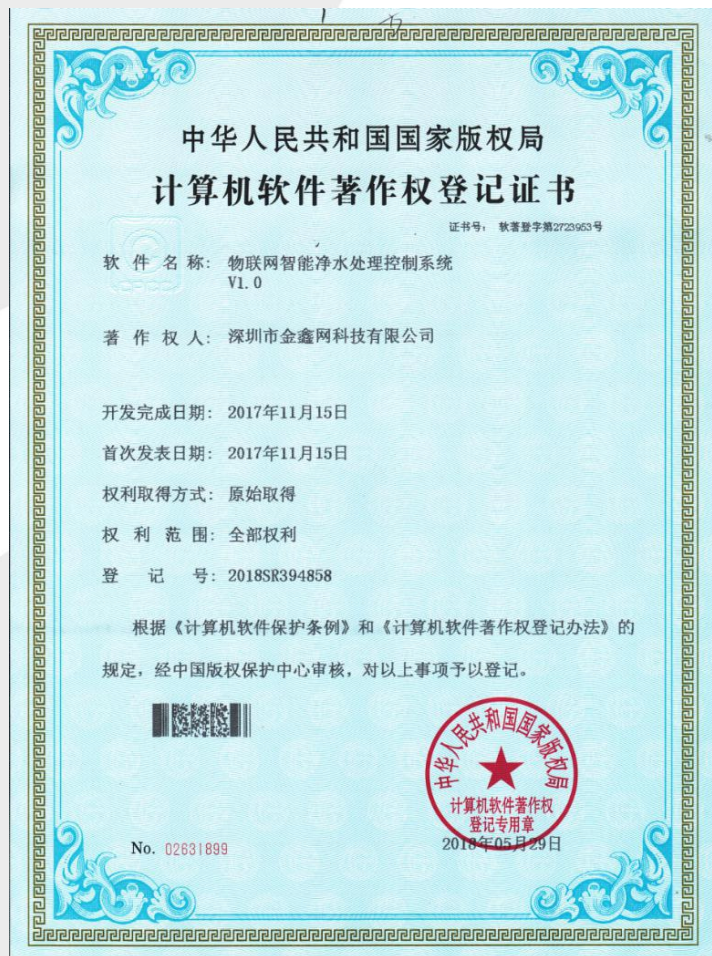 中华人民共和国国家版权局
计算机软件著作权登记证书
证书号： 软著登字第2723953号
软件名称： 物联网智能净水处理控制系统
V1.0
著作权人： 深圳市金鑫网科技有限公司
开发完成日期： 2017年11月15日
首次发表日期： 2017年11月15日
权利取得方式： 原始取得
权利范围： 全部权利
登记号： 2018SR394858
根据《计算机软件保护条例》和《计算机软件著作权登记办法》的
规定，经中国版权保护中心审核，对以上事项予以登记。
中华人民共和国国家版权局
计算机软件著作权
登记专用章
No. 02631899
2018年05月29日